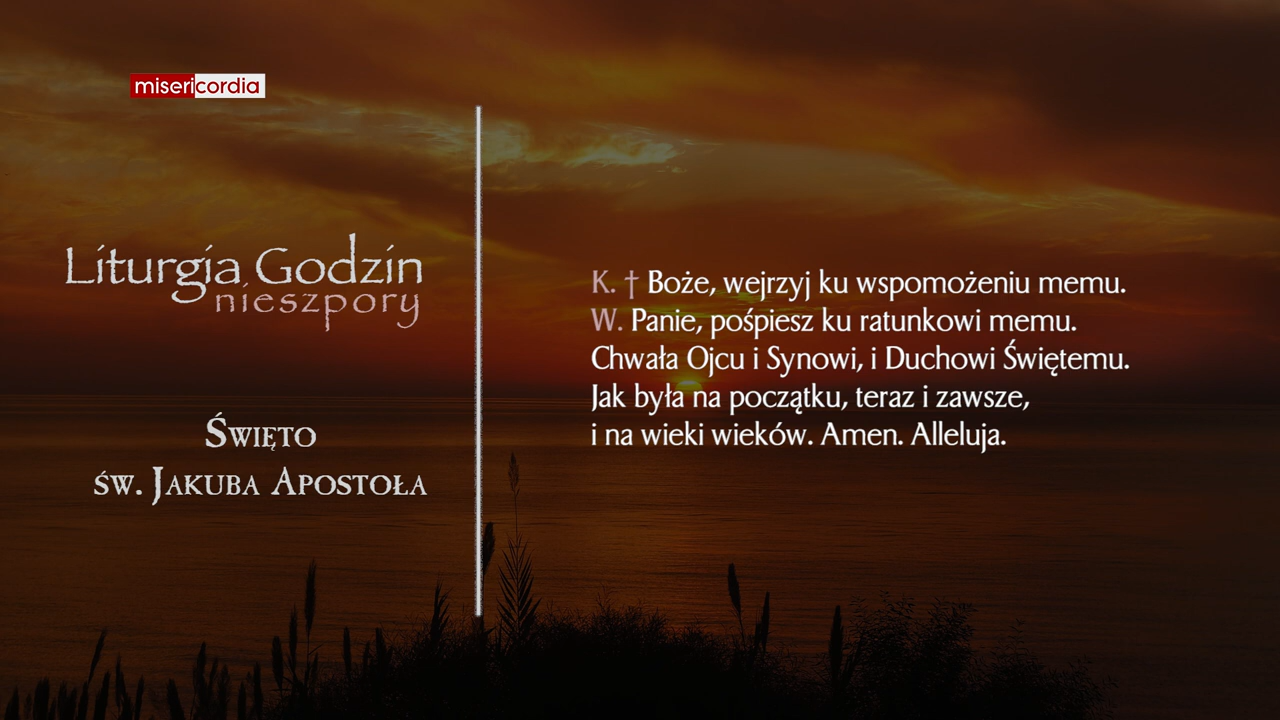 misericordia
Liturgia Godzin
nieszpory
Święto
św. Jakuba Apostoła
K. † Boże, wejrzyj ku wspomożeniu memu.
W. Panie, pośpiesz ku ratunkowi memu.
Chwała Ojcu i Synowi, i Duchowi Świętemu.
Jak była na początku, teraz i zawsze,
i na wieki wieków. Amen. Alleluja.